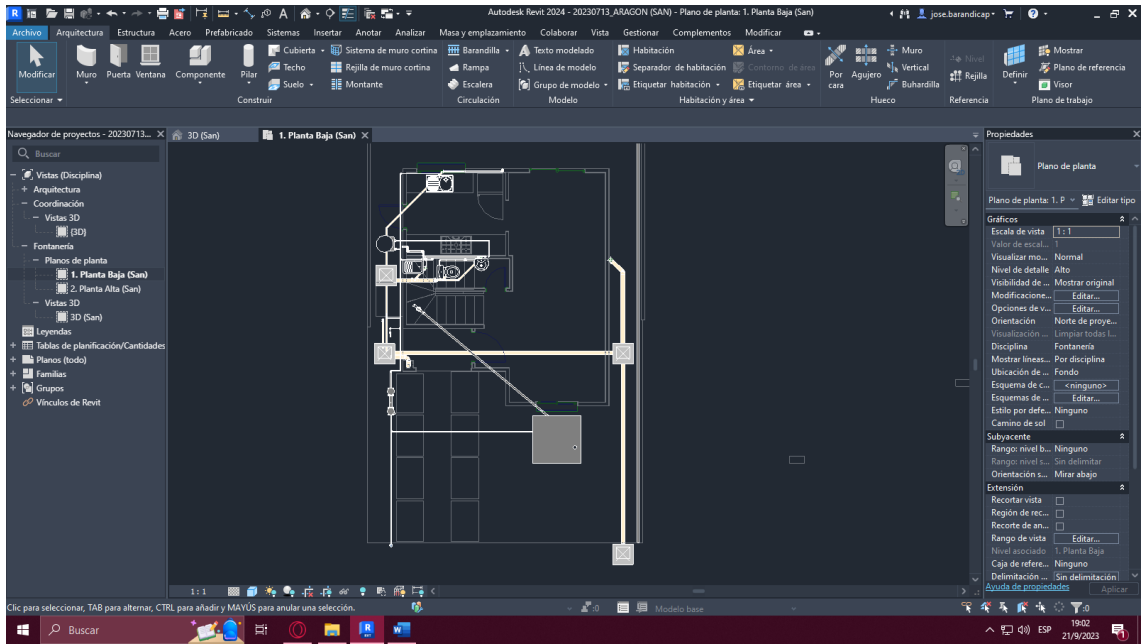 Autodesk Revit 2024 - 20230713_ARAGON (SAN) - Plano de planta: 1. Planta Baja (San)
jose.barandicap
Archivo Arquitectura Estructura Acero Prefabricado Sistemas Insertar Anotar Analizar Masa y emplazamiento Colaborar Vista Gestionar Complementos Modificar
Modificar
Muro
Puerta
Ventana
Componente
Pilar
Cubierta
Techo
Suelo
Sistema de muro cortina
Rejilla de muro cortina
Montante
Barandilla
Rampa
Escalera
Texto modelado
Línea de modelo
Grupo de modelo
Habitación
Separador de habitación
Etiquetar habitación
Área
Contorno de área
Etiquetar área
Por cara
Agujero
Muro
Vertical
Buhardilla
Nivel
Rejilla
Definir
Mostrar
Plano de referencia
Visor
Seleccionar
Construir
Circulación
Modelo
Habitación y área
Hueco
Referencia
Plano de trabajo
Navegador de proyectos - 20230713...
3D (San)
1. Planta Baja (San)
Buscar
Vistas (Disciplina)
Arquitectura
Coordinación
Vistas 3D
{3D}
Fontanería
Planos de planta
1. Planta Baja (San)
2. Planta Alta (San)
Vistas 3D
3D (San)
Leyendas
Tablas de planificación/Cantidades
Planos (todo)
Familias
Grupos
Vínculos de Revit
Propiedades
Plano de planta
Plano de planta: 1. P
Editar tipo
Gráficos
Escala de vista 1 : 1
Valor de escal... 1
Visualizar mo... Normal
Nivel de detalle Alto
Visibilidad de ... Mostrar original
Modificacione... Editar...
Opciones de v... Editar...
Orientación Norte de proye...
Visualización ... Limpiar todas l...
Disciplina Fontanería
Mostrar líneas... Por disciplina
Ubicación de ... Fondo
Esquema de c... <ninguno>
Esquemas de ... Editar...
Estilo por defe... Ninguno
Camino de sol
Subyacente
Rango: nivel b... Ninguno
Rango: nivel s... Sin delimitar
Orientación s... Mirar abajo
Extensión
Recortar vista
Región de rec...
Recorte de an...
Rango de vista Editar...
Nivel asociado 1. Planta Baja
Caja de refere... Ninguno
Delimitación ... Sin delimitación
Ayuda de propiedades
Aplicar
1 : 1
Clic para seleccionar, TAB para alternar, CTRL para añadir y MAYÚS para anular una selección.
:0
Modelo base
:0
Buscar
ESP
19:02
21/9/2023